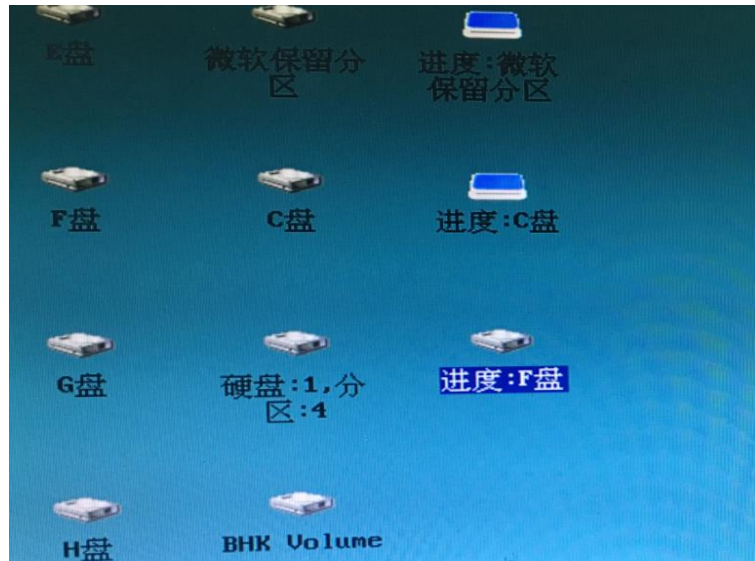 E盘
微软保留分
区
进度:微软
保留分区
F盘
C盘
进度:C盘
G盘
硬盘:1,分
区:4
进度:F盘
H盘
BHK Volume